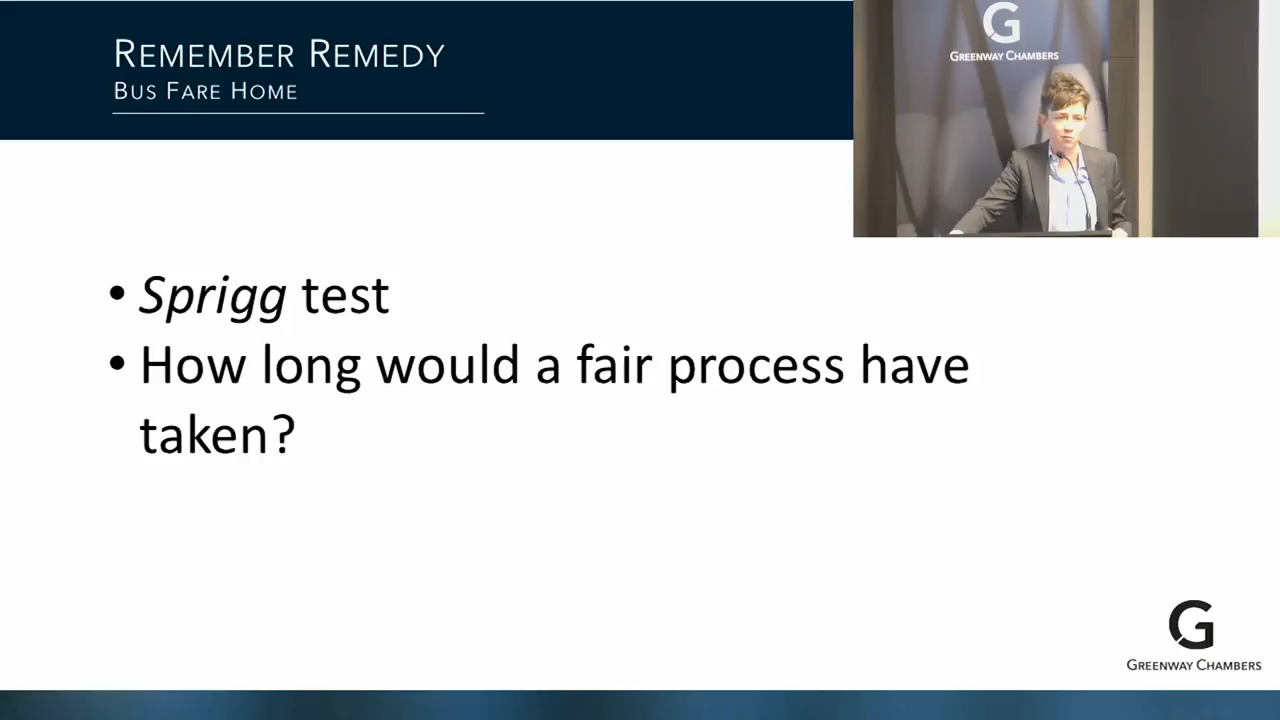 REMEMBER REMEDY
BUS FARE HOME
G
GREENWAY CHAMBERS
• Sprigg test
• How long would a fair process have
taken?
G
GREENWAY CHAMBERS